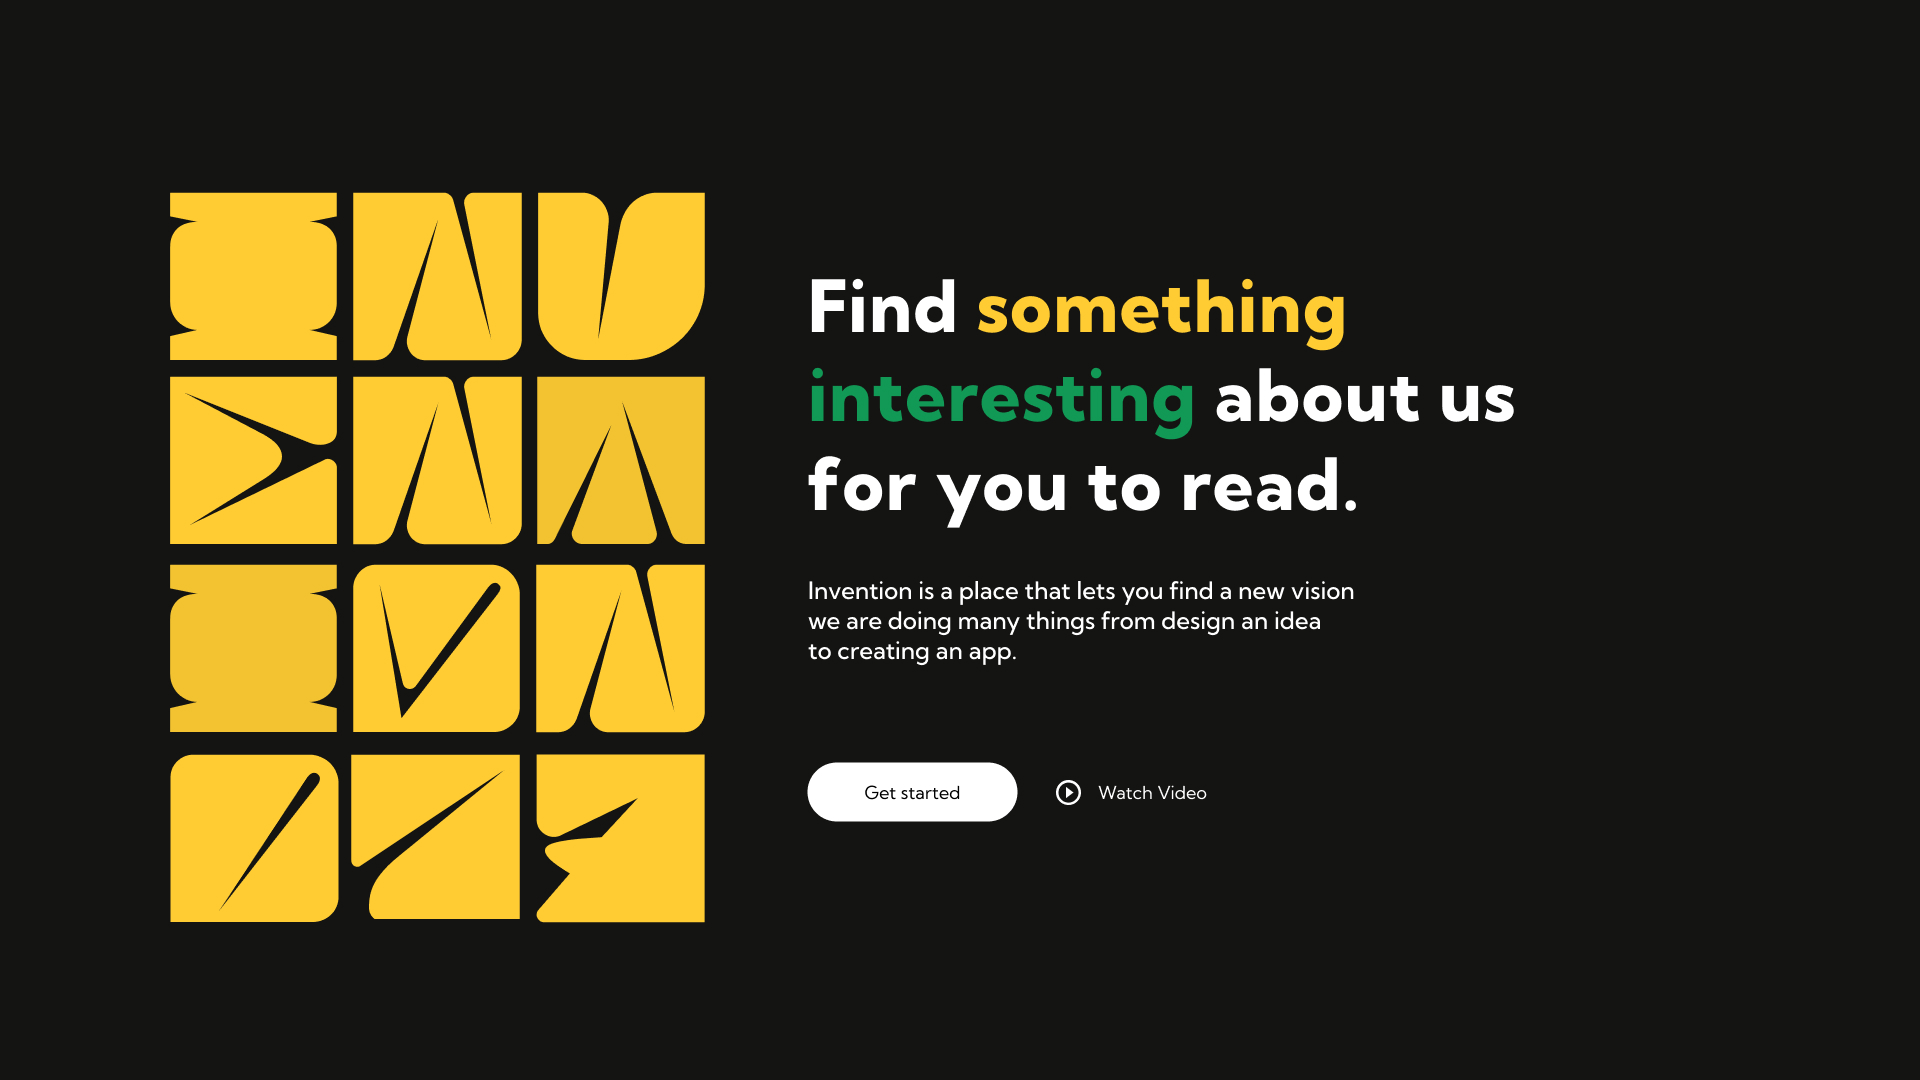 Find something
interesting about us
for you to read.
Invention is a place that lets you find a new vision
we are doing many things from design an idea
to creating an app.
Get started
Watch Video